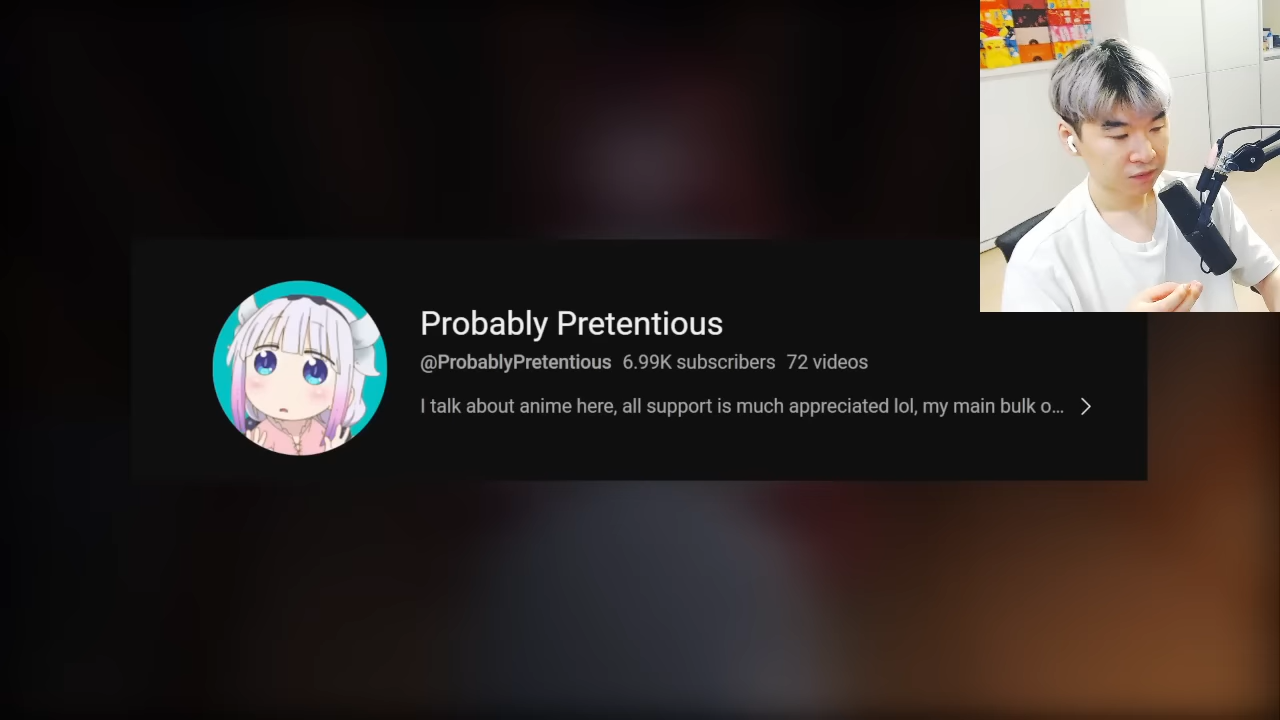 Probably Pretentious
@ProbablyPretentious 6.99K subscribers 72 videos
I talk about anime here, all support is much appreciated lol, my main bulk o...